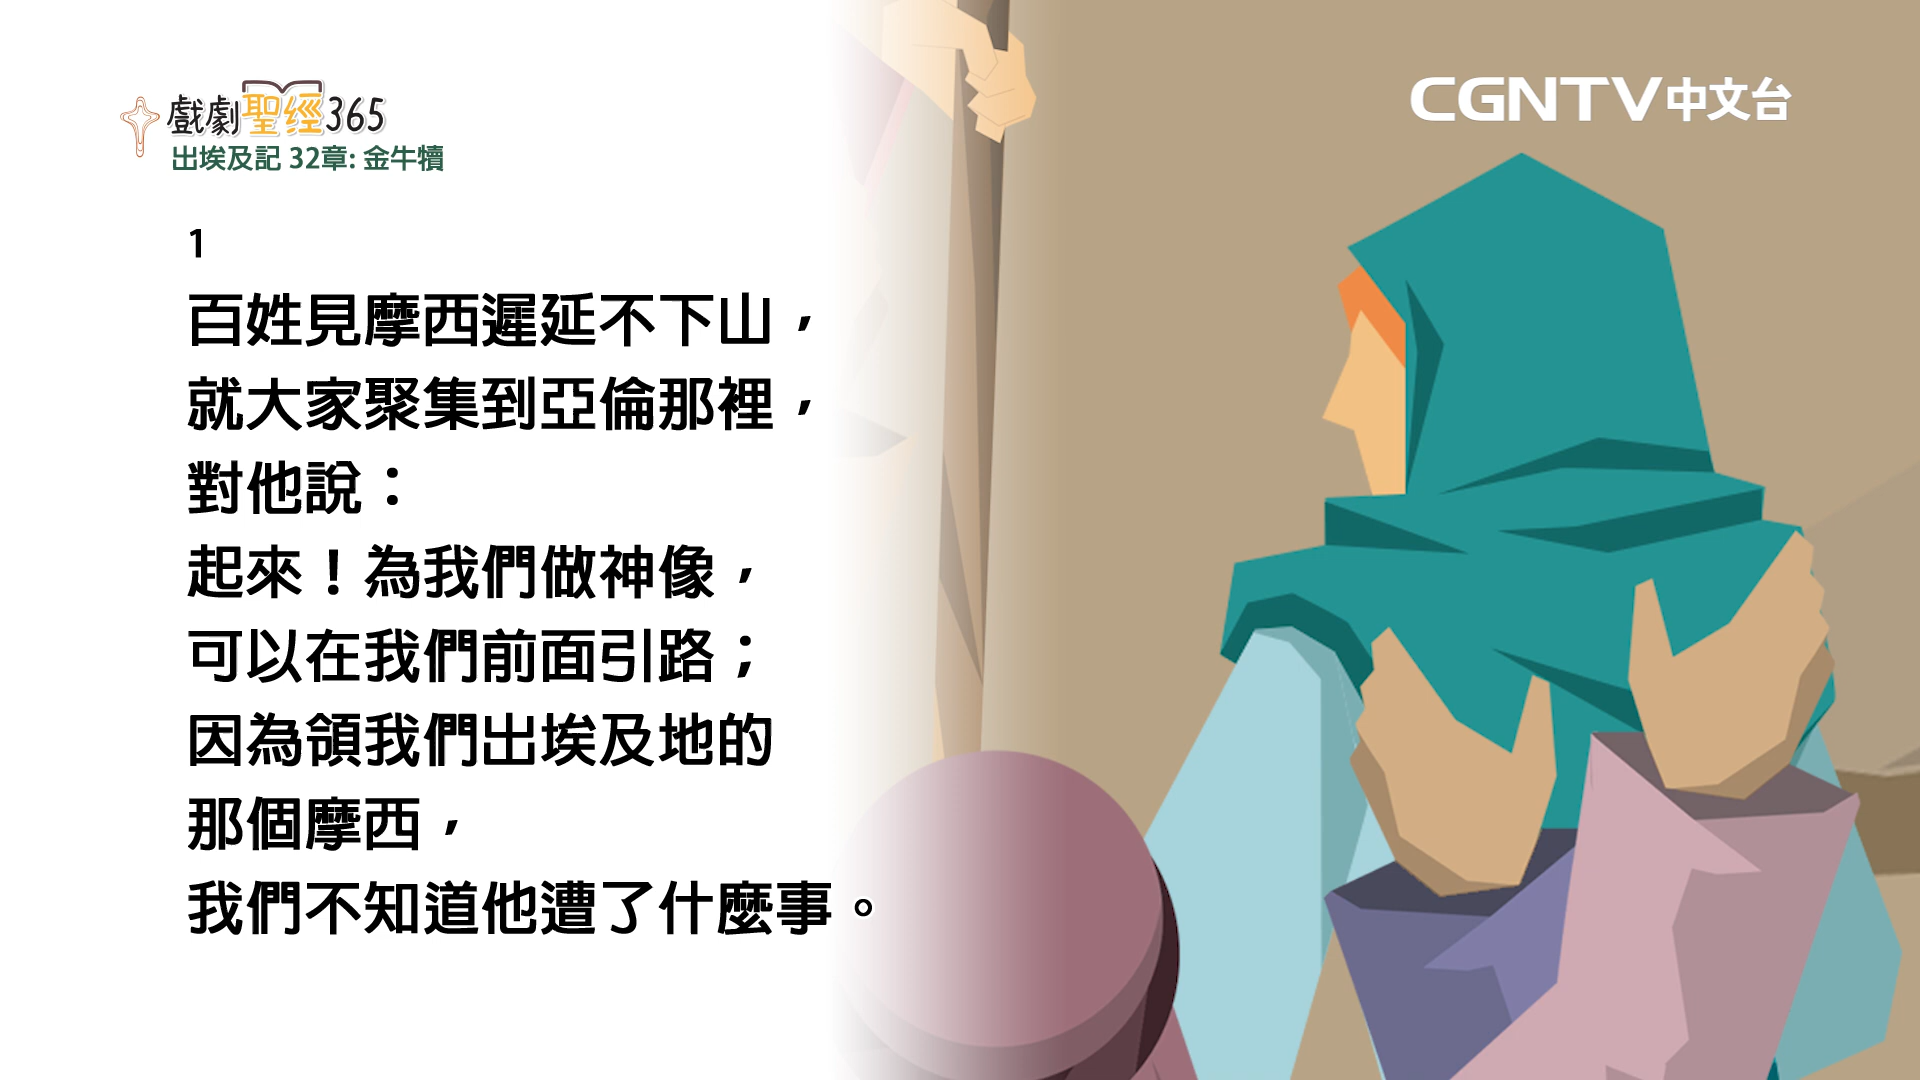 戲劇聖經365
出埃及記 32章: 金牛犢
CGNTV中文台
1
百姓見摩西遲延不下山，
就大家聚集到亞倫那裡，
對他說：
起來！為我們做神像，
可以在我們前面引路；
因為領我們出埃及地的
那個摩西，
我們不知道他遭了什麼事。